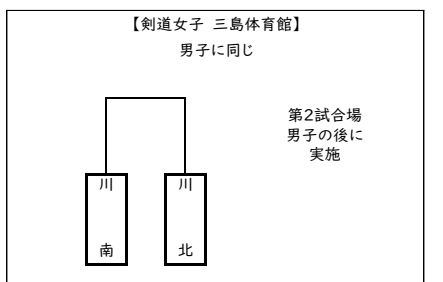 【剣道女子 三島体育館】
男子に同じ
第2試合場
男子の後に
実施
川南
川北